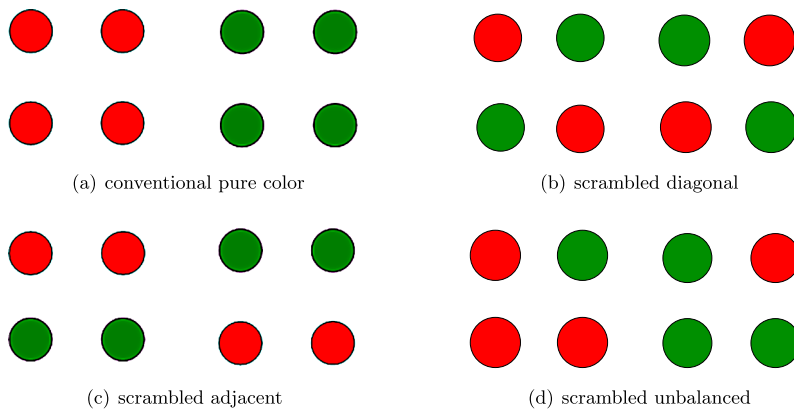 (a) conventional pure color
(b) scrambled diagonal
(c) scrambled adjacent
(d) scrambled unbalanced